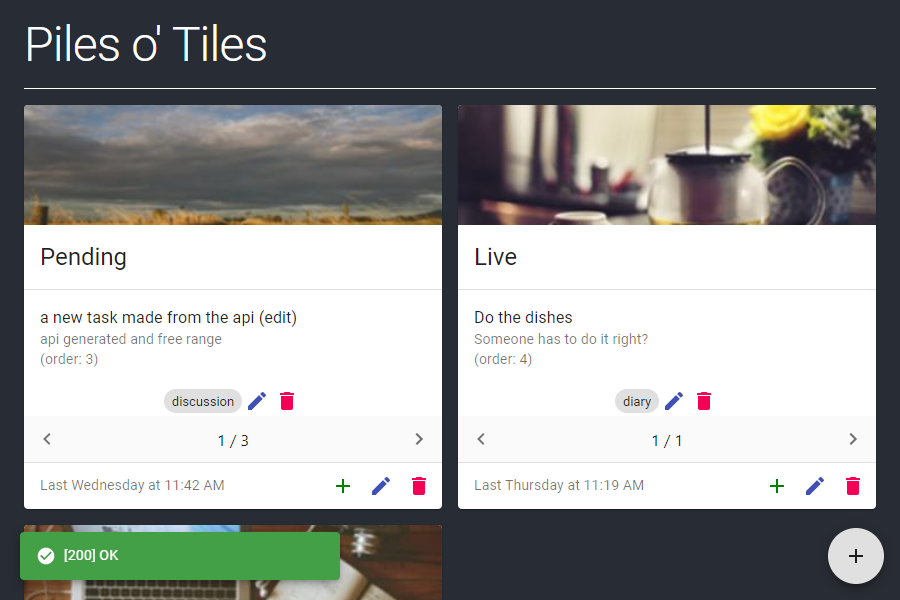 Piles o' Tiles
Pending
a new task made from the api (edit)
api generated and free range
(order: 3)
discussion
1 / 3
Last Wednesday at 11:42 AM
Live
Do the dishes
Someone has to do it right?
(order: 4)
diary
1 / 1
Last Thursday at 11:19 AM
[200] OK